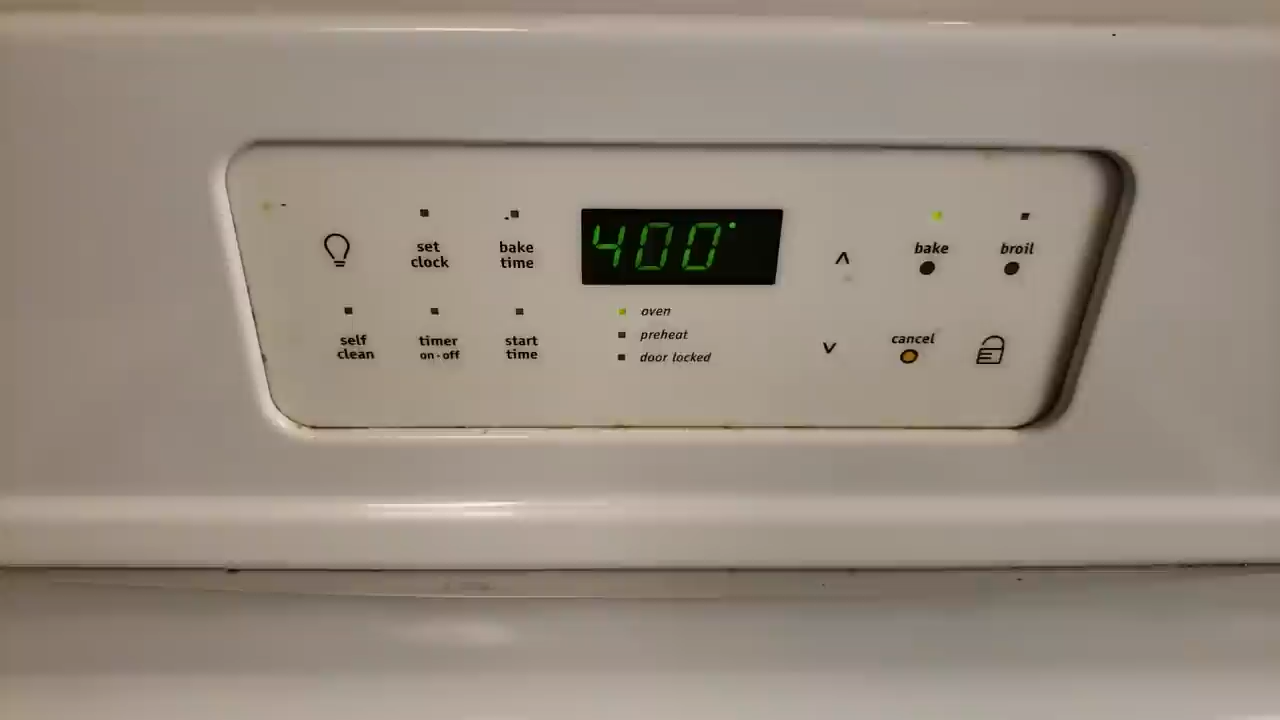 set
clock
bake
time
400°
bake
broil
self
clean
timer
on-off
start
time
oven
preheat
door locked
cancel